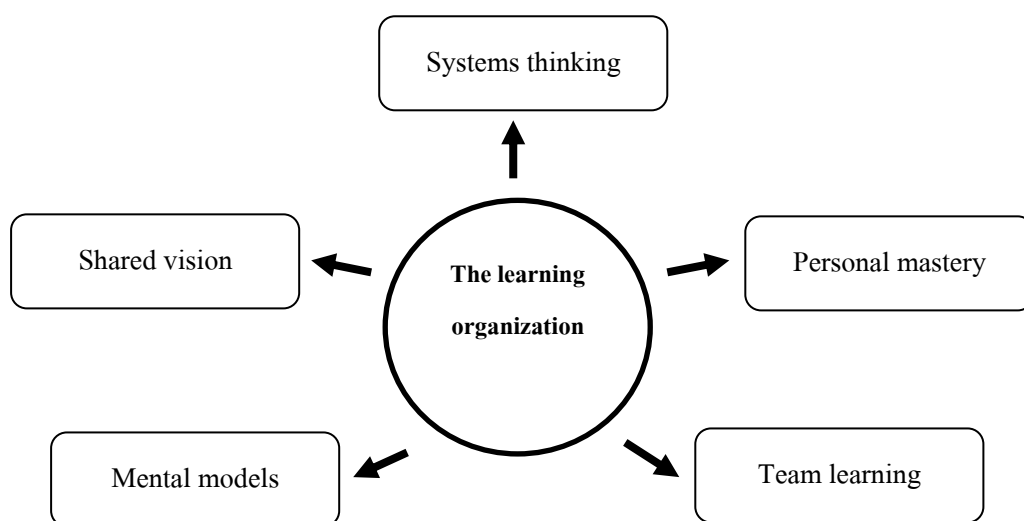 Systems thinking
Shared vision
The learning
organization
Personal mastery
Mental models
Team learning